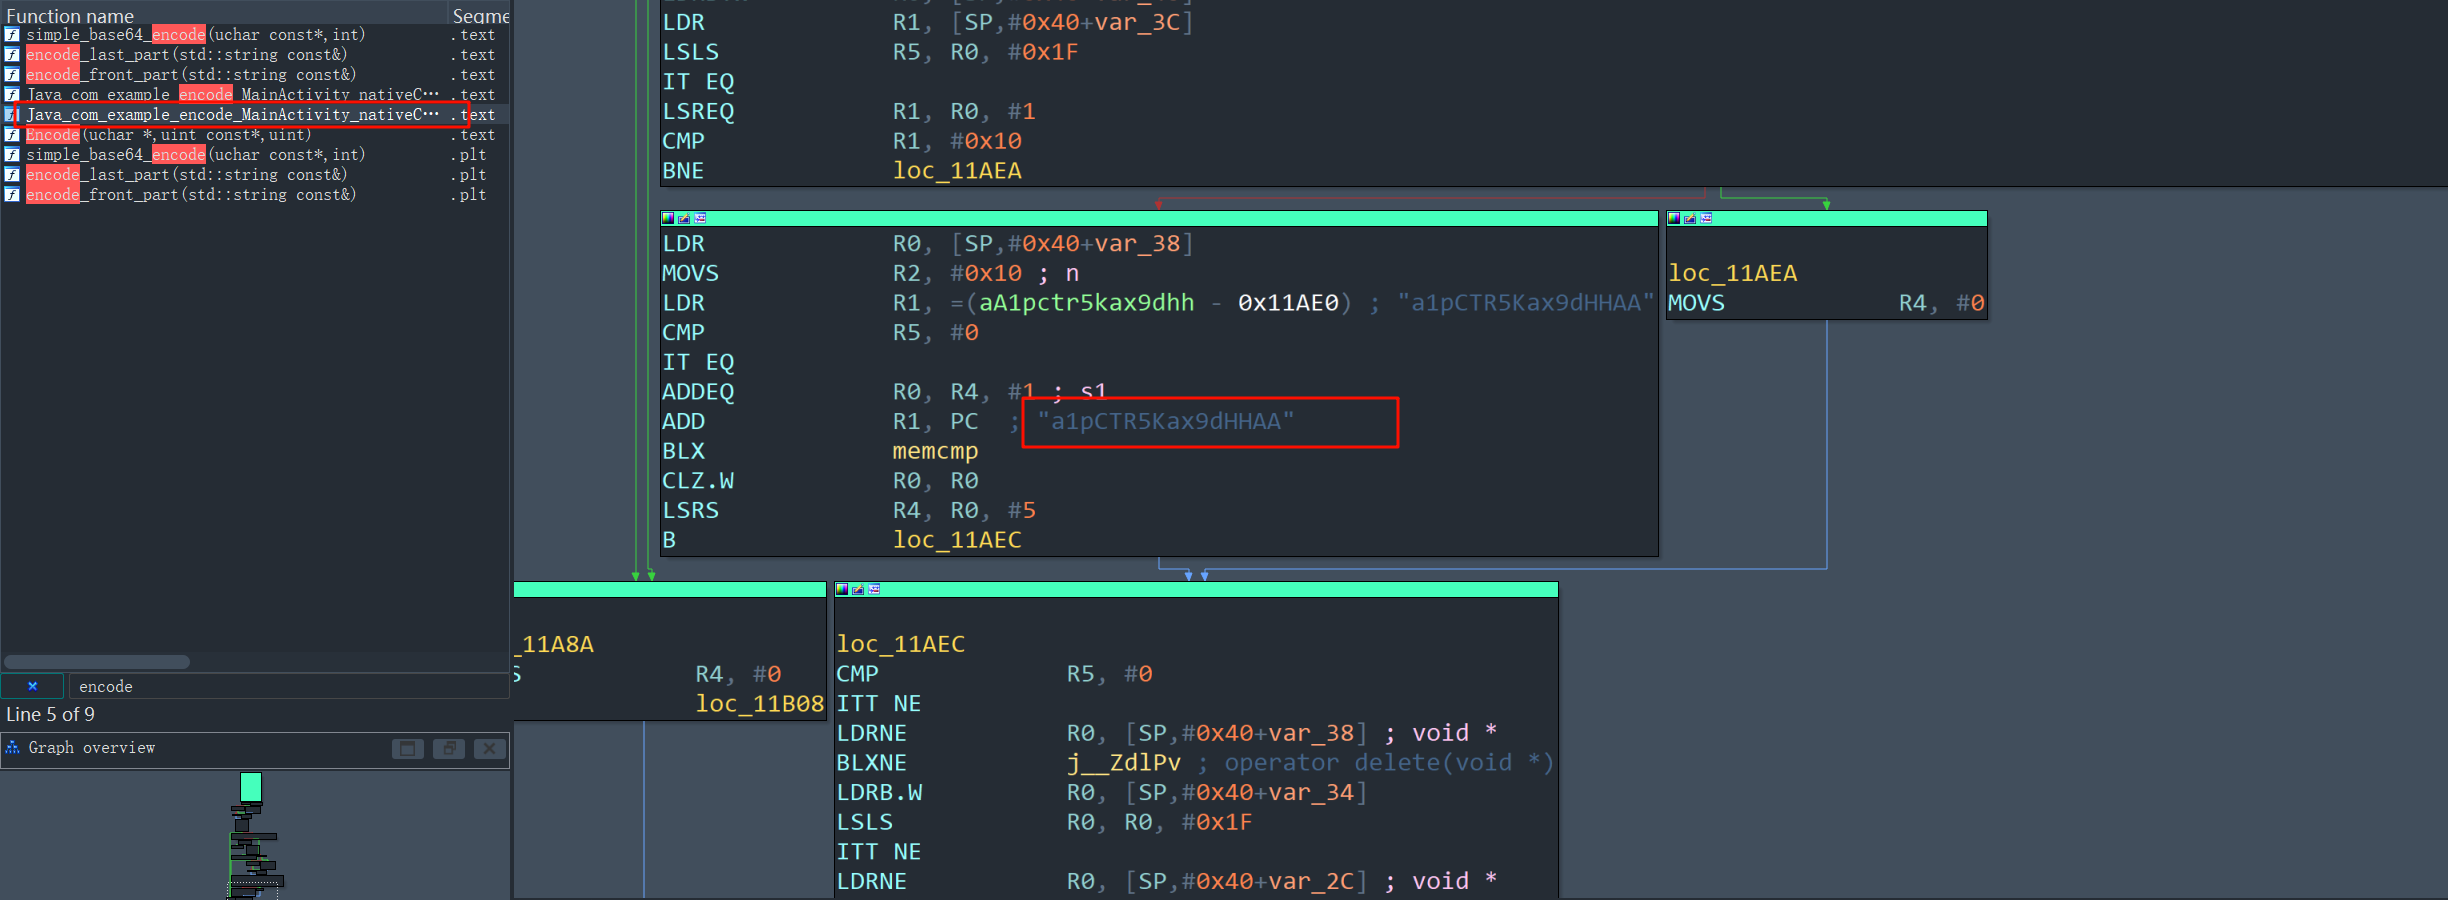 Function name Segme
simple_base64_encode(uchar const*,int) .text
encode_last_part(std::string const&) .text
encode_front_part(std::string const&) .text
Java_com_example_encode_MainActivity_nativeC… .text
Java_com_example_encode_MainActivity_nativeC… .text
Encode(uchar *,uint const*,uint) .text
simple_base64_encode(uchar const*,int) .plt
encode_last_part(std::string const&) .plt
encode_front_part(std::string const&) .plt
encode
Line 5 of 9
Graph overview
LDR R1, [SP,#0x40+var_3C]
LSLS R5, R0, #0x1F
IT EQ
LSREQ R1, R0, #1
CMP R1, #0x10
BNE loc_11AEA
LDR R0, [SP,#0x40+var_38]
MOVS R2, #0x10 ; n
LDR R1, =(aA1pctr5kax9dhh - 0x11AE0) ; "a1pCTR5Kax9dHHAA"
CMP R5, #0
IT EQ
ADDEQ R0, R4, #1 ; s1
ADD R1, PC ; "a1pCTR5Kax9dHHAA"
BLX memcmp
CLZ.W R0, R0
LSRS R4, R0, #5
B loc_11AEC
loc_11AEA
MOVS R4, #0
_11A8A
S R4, #0
loc_11B08
loc_11AEC
CMP R5, #0
ITT NE
LDRNE R0, [SP,#0x40+var_38] ; void *
BLXNE j__ZdlPv ; operator delete(void *)
LDRB.W R0, [SP,#0x40+var_34]
LSLS R0, R0, #0x1F
ITT NE
LDRNE R0, [SP,#0x40+var_2C] ; void *